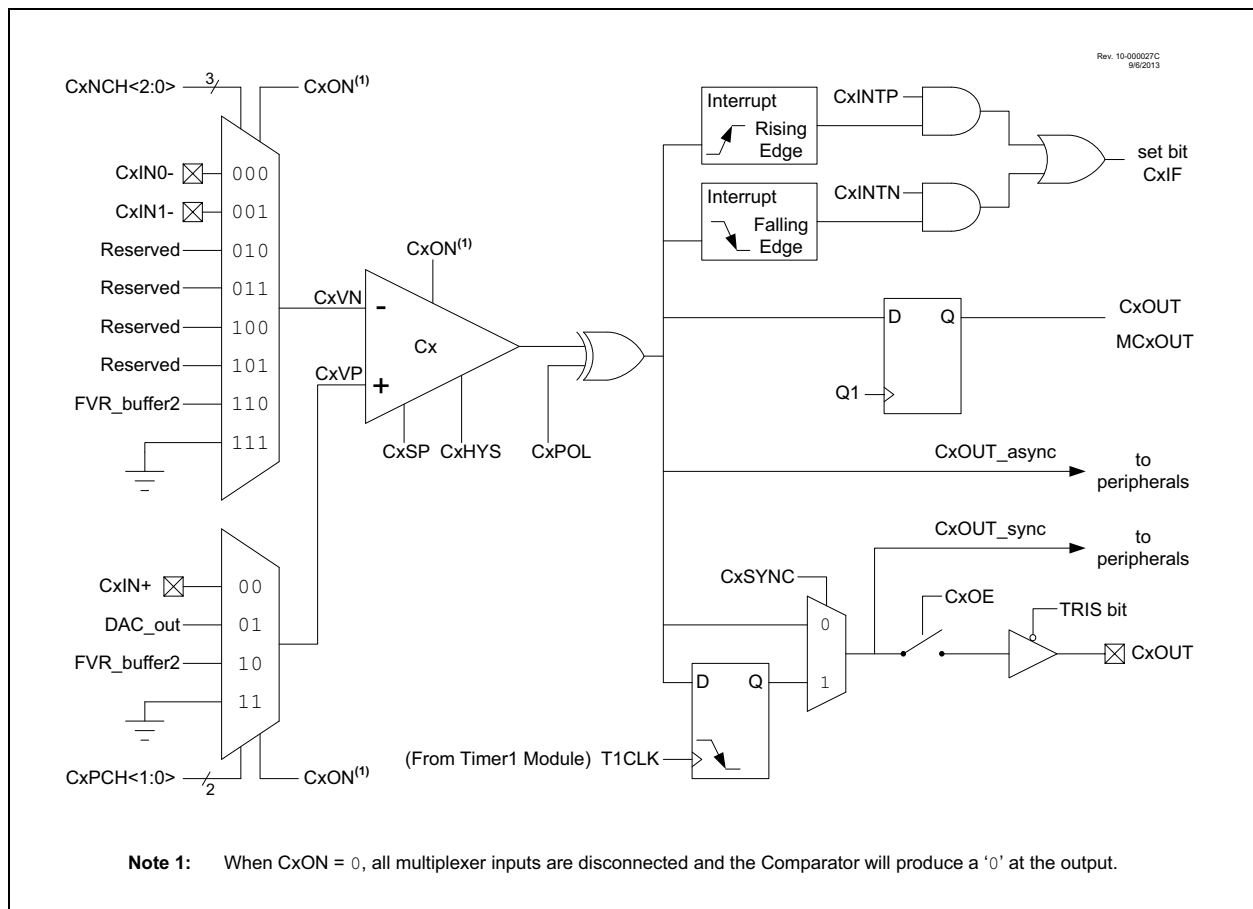 Rev. 10-000027C
9/6/2013
CxNCH<2:0>
3
CxON(1)
CxIN0-
000
CxIN1-
001
Reserved
010
Reserved
011
Reserved
100
Reserved
101
FVR_buffer2
110
111
CxIN+
00
DAC_out
01
FVR_buffer2
10
11
CxPCH<1:0>
2
CxON(1)
CxON(1)
CxVN
-
Cx
CxVP
+
CxSP
CxHYS
CxPOL
Interrupt
Rising
Edge
CxINTP
Interrupt
Falling
Edge
CxINTN
set bit
CxIF
D
Q
Q1
CxOUT
MCxOUT
CxOUT_async
to
peripherals
CxOUT_sync
to
peripherals
CxSYNC
0
1
CxOE
TRIS bit
CxOUT
D
Q
(From Timer1 Module) T1CLK
Note 1: When CxON = 0, all multiplexer inputs are disconnected and the Comparator will produce a ‘0’ at the output.